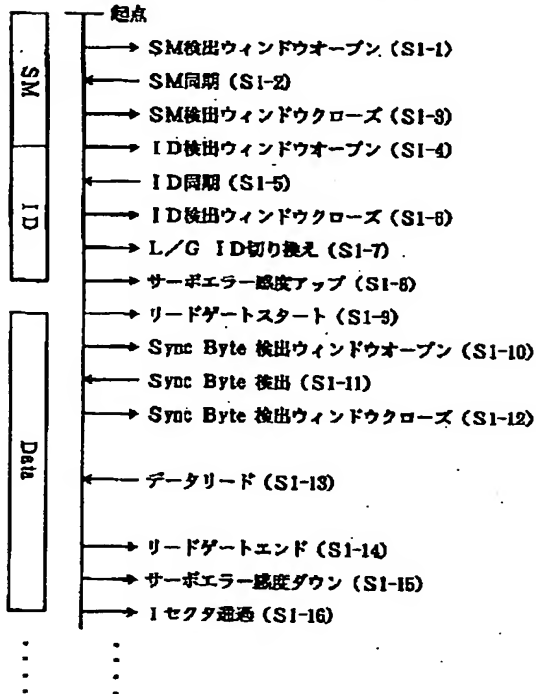 起点
SM検出ウィンドウオープン (S1-1)
SM同期 (S1-2)
SM検出ウィンドウクローズ (S1-3)
ID検出ウィンドウオープン (S1-4)
ID同期 (S1-5)
ID検出ウィンドウクローズ (S1-6)
L/G ID切り換え (S1-7)
サーボエラー感度アップ (S1-8)
リードゲートスタート (S1-9)
Sync Byte 検出ウィンドウオープン (S1-10)
Sync Byte 検出 (S1-11)
Sync Byte 検出ウィンドウクローズ (S1-12)
データリード (S1-13)
リードゲートエンド (S1-14)
サーボエラー感度ダウン (S1-15)
1セクタ通過 (S1-16)
SM
ID
Data